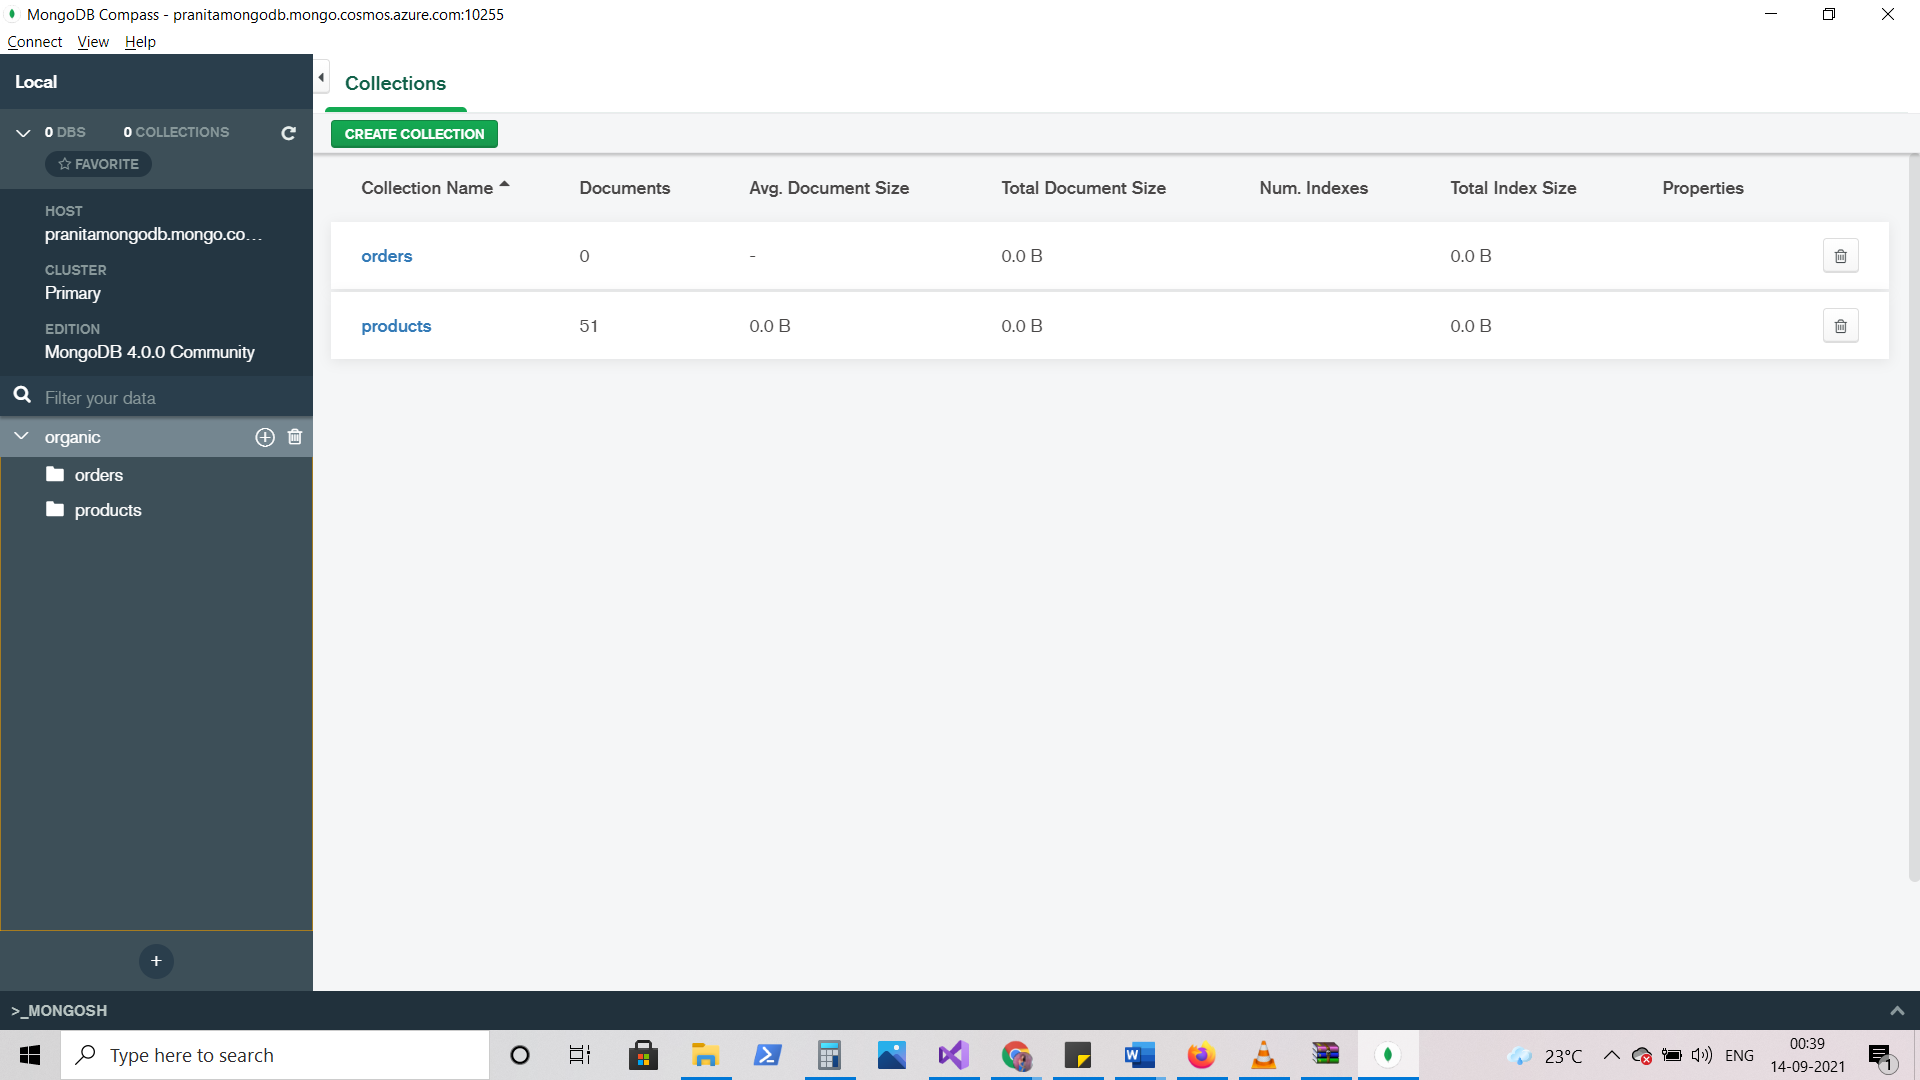 MongoDB Compass - pranitamongodb.mongo.cosmos.azure.com:10255
Connect View Help
Local
0 DBS 0 COLLECTIONS
FAVORITE
HOST
pranitamongodb.mongo.co...
CLUSTER
Primary
EDITION
MongoDB 4.0.0 Community
Filter your data
organic
orders
products
Collections
CREATE COLLECTION
Collection Name Documents Avg. Document Size Total Document Size Num. Indexes Total Index Size Properties
orders 0 - 0.0 B 0.0 B
products 51 0.0 B 0.0 B 0.0 B
>_MONGOSH
Type here to search
23°C
ENG
00:39
14-09-2021
1